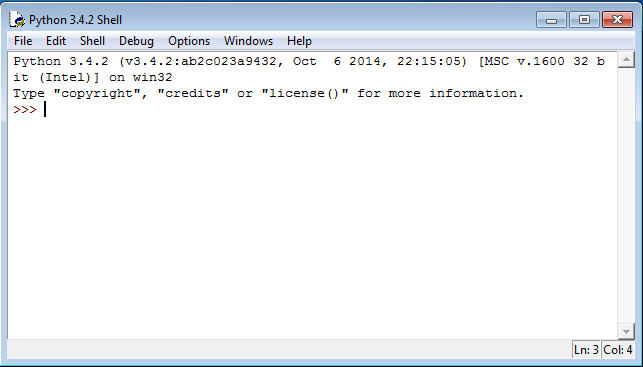 Python 3.4.2 Shell
File Edit Shell Debug Options Windows Help
Python 3.4.2 (v3.4.2:ab2c023a9432, Oct  6 2014, 22:15:05) [MSC v.1600 32 b
it (Intel)] on win32
Type "copyright", "credits" or "license()" for more information.
>>>
Ln: 3 Col: 4